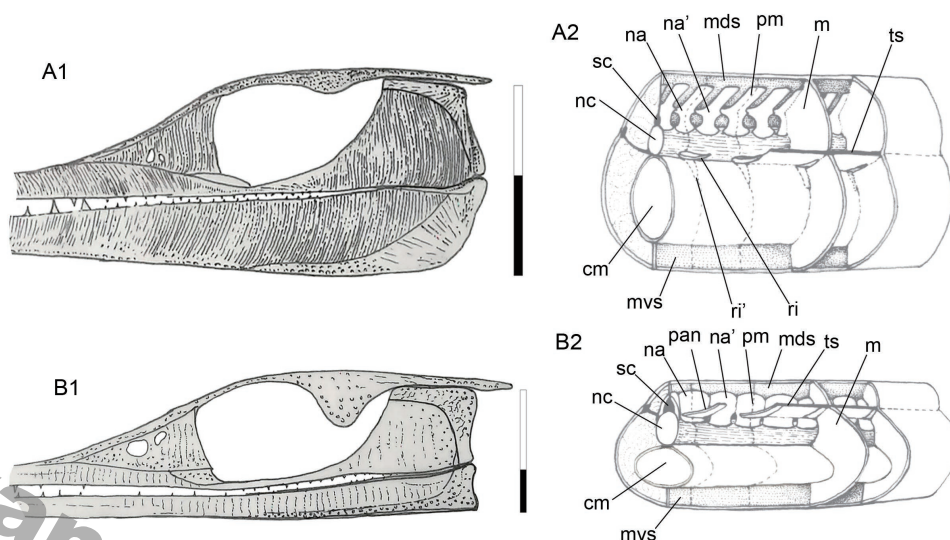 A1
A2
na
na’
mds
pm
m
ts
sc
nc
cm
mvs
ri’
ri
B1
B2
na
pan
na’
pm
mds
ts
m
sc
nc
cm
mvs
an